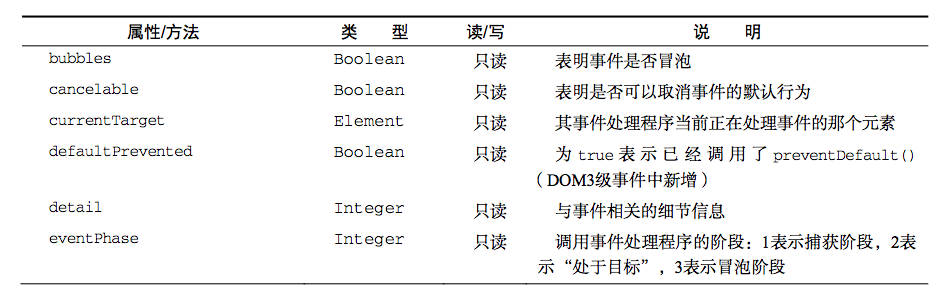 属性/方法 类 型 读/写 说 明
bubbles Boolean 只读 表明事件是否冒泡
cancelable Boolean 只读 表明是否可以取消事件的默认行为
currentTarget Element 只读 其事件处理程序当前正在处理事件的那个元素
defaultPrevented Boolean 只读 为 true 表示已经调用了 preventDefault()
（DOM3级事件中新增）
detail Integer 只读 与事件相关的细节信息
eventPhase Integer 只读 调用事件处理程序的阶段：1表示捕获阶段，2表
示“处于目标”，3表示冒泡阶段